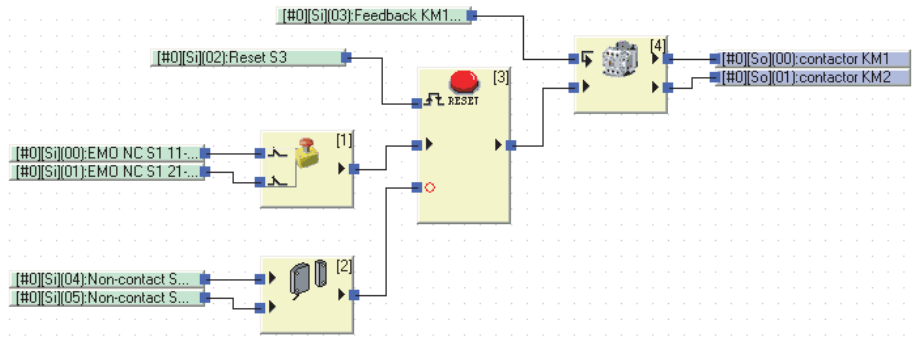 [#0][Si](03):Feedback KM1...
[4]
[#0][Si](02):Reset S3
[3]
[#0][So](00):contactor KM1
[#0][So](01):contactor KM2
RESET
[1]
[#0][Si](00):EMO NC S1 11-...
[#0][Si](01):EMO NC S1 21-...
[2]
[#0][Si](04):Non-contact S...
[#0][Si](05):Non-contact S...